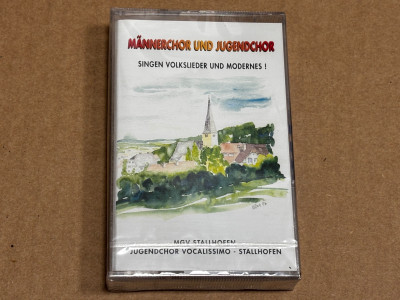 MÄNNERCHOR UND JUGENDCHOR
SINGEN VOLKSLIEDER UND MODERNES !
MGV STALLHOFEN
JUGENDCHOR VOCALISSIMO - STALLHOFEN